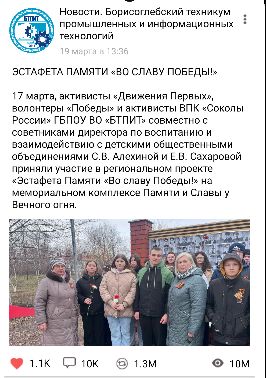 Новости. Борисоглебский техникум
промышленных и информационных
технологий
19 марта в 13:36
ЭСТАФЕТА ПАМЯТИ «ВО СЛАВУ ПОБЕДЫ!»
17 марта, активисты «Движения Первых»,
волонтеры «Победы» и активисты ВПК «Соколы
России» ГБПОУ ВО «БТПИТ» совместно с
советниками директора по воспитанию и
взаимодействию с детскими общественными
объединениями С.В. Алехиной и Е.В. Сахаровой
приняли участие в региональном проекте
«Эстафета Памяти «Во славу Победы!» на
мемориальном комплексе Памяти и Славы у
Вечного огня.
1.1K 10K 1.3M 10M